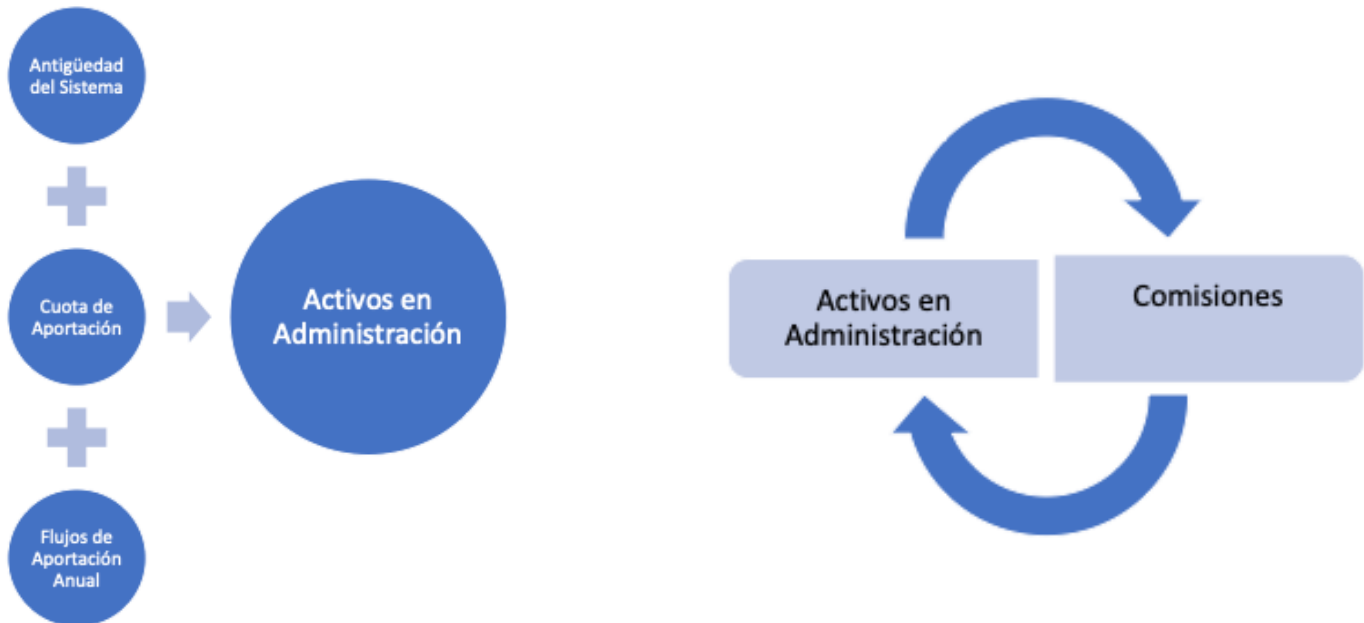 Antigüedad
del Sistema
Cuota de
Aportación
Flujos de
Aportación
Anual
Activos en
Administración
Activos en
Administración
Comisiones